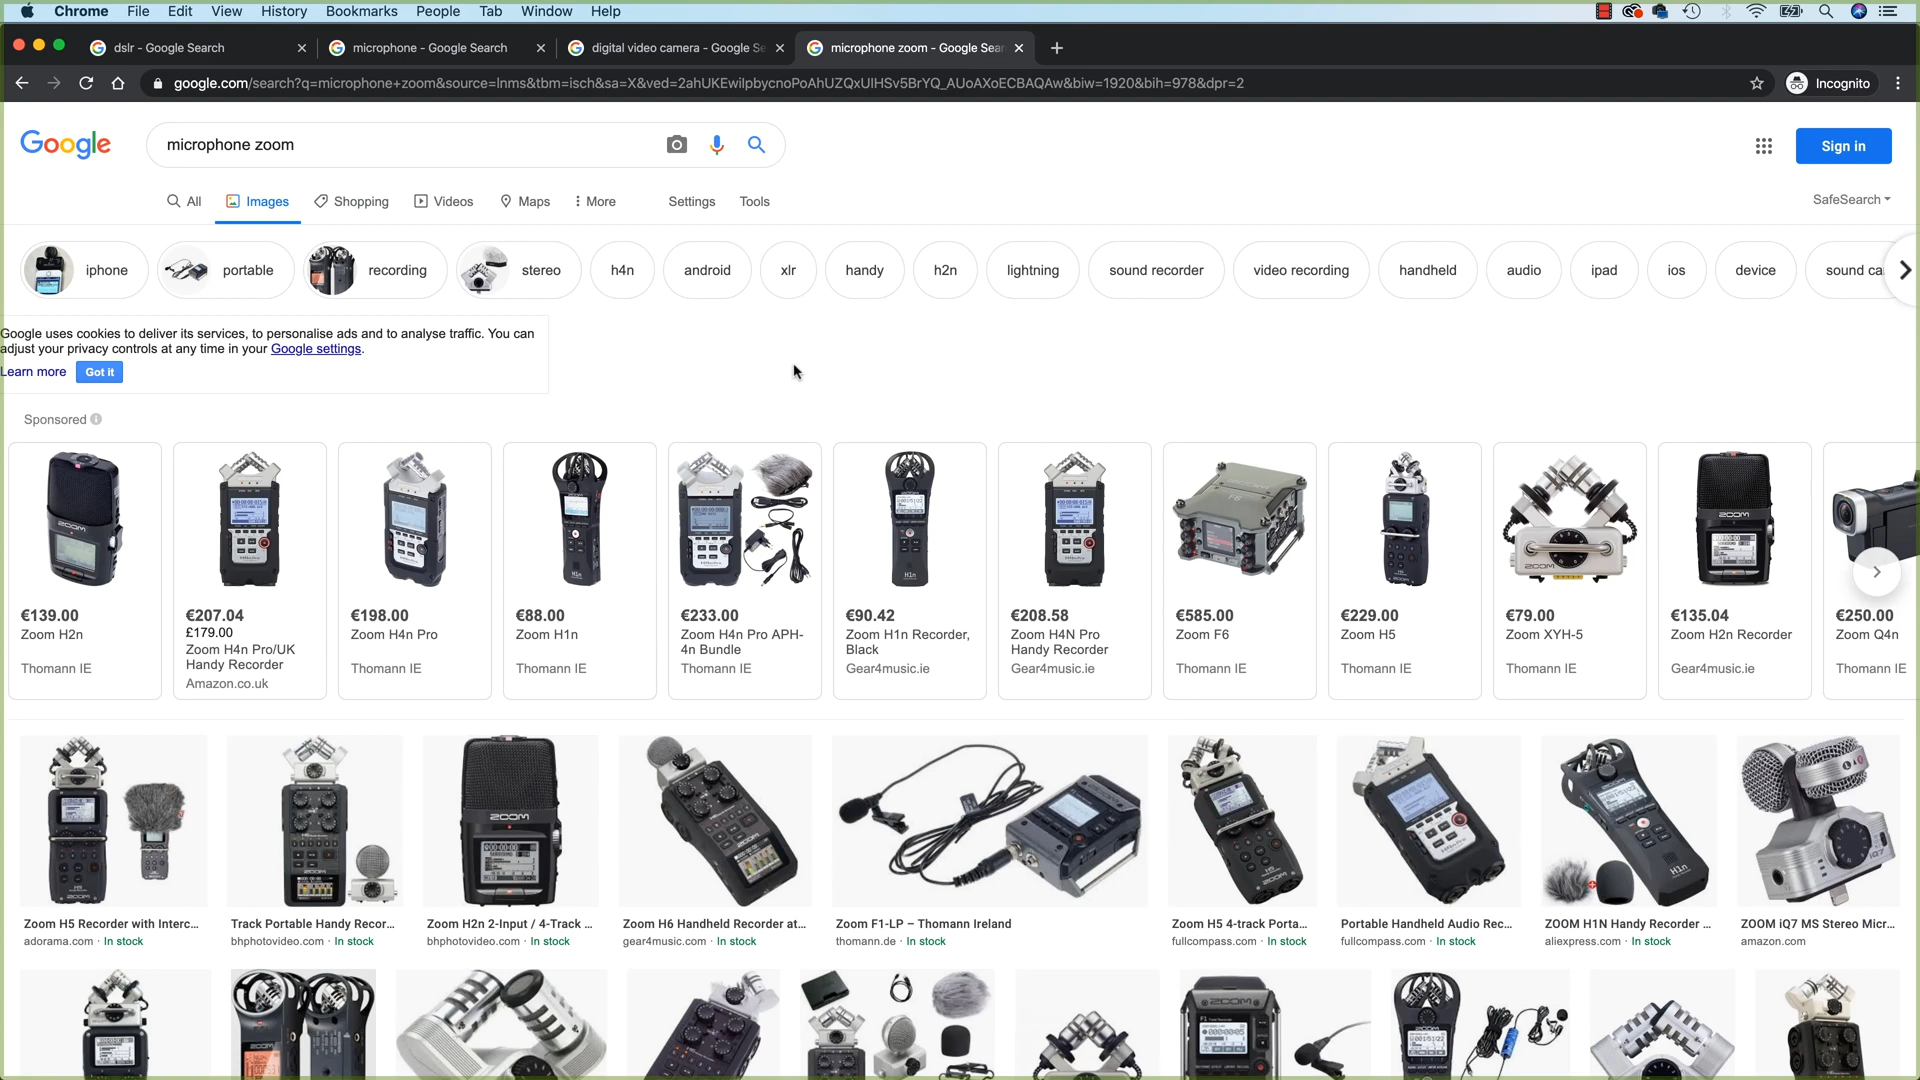 Chrome File Edit View History Bookmarks People Tab Window Help
dslr - Google Search
microphone - Google Search
digital video camera - Google Se
microphone zoom - Google Sear
google.com/search?q=microphone+zoom&source=lnms&tbm=isch&sa=X&ved=2ahUKEwiIpbycnoPoAhUZQxUIHSv5BrYQ_AUoAXoECBAQAw&biw=1920&bih=978&dpr=2
Incognito
Google
microphone zoom
Sign in
All Images Shopping Videos Maps More Settings Tools
SafeSearch
iphone portable recording stereo h4n android xlr handy h2n lightning sound recorder video recording handheld audio ipad ios device sound ca
Google uses cookies to deliver its services, to personalise ads and to analyse traffic. You can
adjust your privacy controls at any time in your Google settings.
Learn more Got it
Sponsored
€139.00
Zoom H2n
Thomann IE
€207.04
£179.00
Zoom H4n Pro/UK
Handy Recorder
Amazon.co.uk
€198.00
Zoom H4n Pro
Thomann IE
€88.00
Zoom H1n
Thomann IE
€233.00
Zoom H4n Pro APH-
4n Bundle
Thomann IE
€90.42
Zoom H1n Recorder,
Black
Gear4music.ie
€208.58
Zoom H4N Pro
Handy Recorder
Gear4music.ie
€585.00
Zoom F6
Thomann IE
€229.00
Zoom H5
Thomann IE
€79.00
Zoom XYH-5
Thomann IE
€135.04
Zoom H2n Recorder
Gear4music.ie
€250.00
Zoom Q4n
Thomann IE
Zoom H5 Recorder with Interc...
adorama.com · In stock
Track Portable Handy Recor...
bhphotovideo.com · In stock
Zoom H2n 2-Input / 4-Track ...
bhphotovideo.com · In stock
Zoom H6 Handheld Recorder at...
gear4music.com · In stock
Zoom F1-LP – Thomann Ireland
thomann.de · In stock
Zoom H5 4-track Porta...
fullcompass.com · In stock
Portable Handheld Audio Rec...
fullcompass.com · In stock
ZOOM H1N Handy Recorder ...
aliexpress.com · In stock
ZOOM iQ7 MS Stereo Micr...
amazon.com